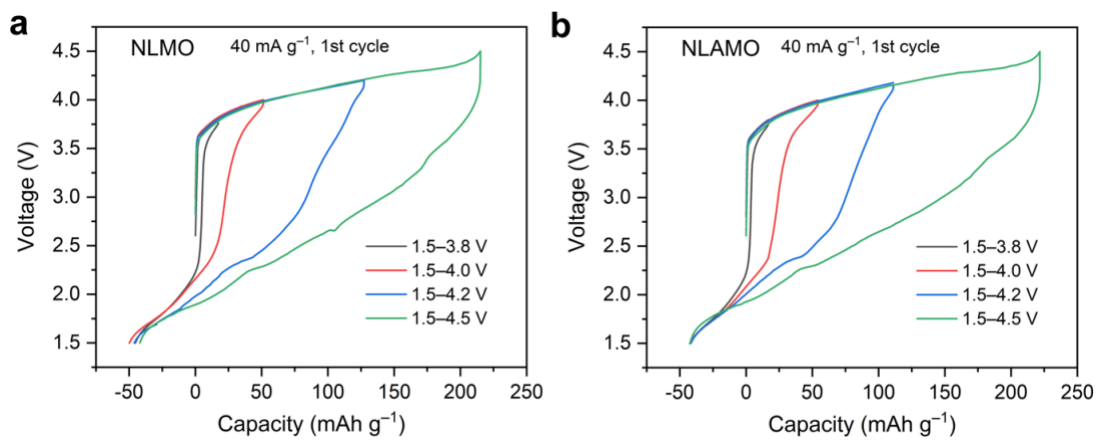 a
NLMO 40 mA g⁻¹, 1st cycle
Voltage (V)
4.5
4.0
3.5
3.0
2.5
2.0
1.5
1.5–3.8 V
1.5–4.0 V
1.5–4.2 V
1.5–4.5 V
-50 0 50 100 150 200 250
Capacity (mAh g⁻¹)
b
NLAMO 40 mA g⁻¹, 1st cycle
Voltage (V)
4.5
4.0
3.5
3.0
2.5
2.0
1.5
1.5–3.8 V
1.5–4.0 V
1.5–4.2 V
1.5–4.5 V
-50 0 50 100 150 200 250
Capacity (mAh g⁻¹)